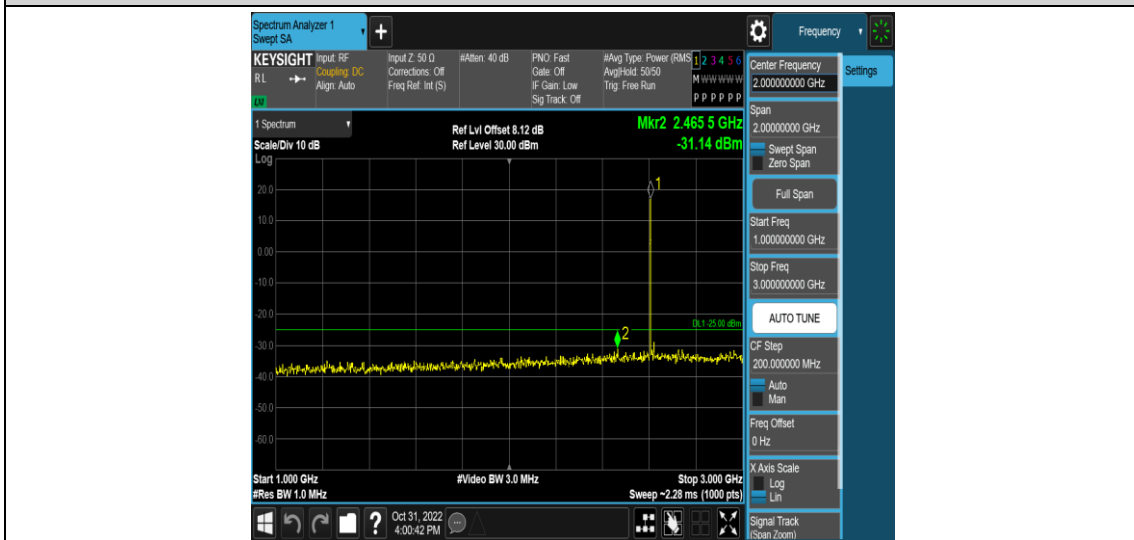 Spectrum Analyzer 1
Swept SA
+
Frequency
KEYSIGHT
RL
Input: RF
Coupling: DC
Align: Auto
Input Z: 50 Ω
Corrections: Off
Freq Ref: Int (S)
#Atten: 40 dB
PNO: Fast
Gate: Off
IF Gain: Low
Sig Track: Off
#Avg Type: Power (RMS
Avg|Hold: 50/50
Trig: Free Run
1 2 3 4 5 6
M W W W W W
P P P P P P
1 Spectrum
Scale/Div 10 dB
Ref Lvl Offset 8.12 dB
Ref Level 30.00 dBm
Mkr2 2.465 5 GHz
-31.14 dBm
Log
20.0
10.0
0.00
-10.0
-20.0
-30.0
-40.0
-50.0
-60.0
1
2
DL1 -25.00 dBm
Start 1.000 GHz
#Res BW 1.0 MHz
#Video BW 3.0 MHz
Stop 3.000 GHz
Sweep ~2.28 ms (1000 pts)
?
Oct 31, 2022
4:00:42 PM
Center Frequency
2.000000000 GHz
Settings
Span
2.00000000 GHz
Swept Span
Zero Span
Full Span
Start Freq
1.000000000 GHz
Stop Freq
3.000000000 GHz
AUTO TUNE
CF Step
200.000000 MHz
Auto
Man
Freq Offset
0 Hz
X Axis Scale
Log
Lin
Signal Track
(Span Zoom)